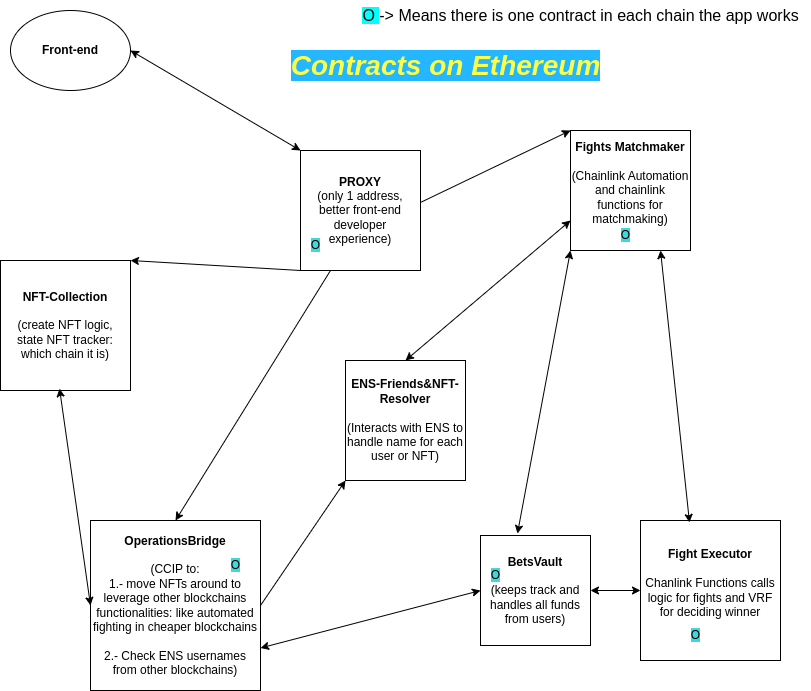 O -> Means there is one contract in each chain the app works
Front-end
Contracts on Ethereum
PROXY
(only 1 address,
better front-end
developer
experience)
O
Fights Matchmaker
(Chainlink Automation
and chainlink
functions for
matchmaking)
O
NFT-Collection
(create NFT logic,
state NFT tracker:
which chain it is)
ENS-Friends&NFT-
Resolver
(Interacts with ENS to
handle name for each
user or NFT)
OperationsBridge
O
(CCIP to:
1.- move NFTs around to
leverage other blockchains
functionalities: like automated
fighting in cheaper blockchains
2.- Check ENS usernames
from other blockchains)
BetsVault
O
(keeps track and
handles all funds
from users)
Fight Executor
Chanlink Functions calls
logic for fights and VRF
for deciding winner
O